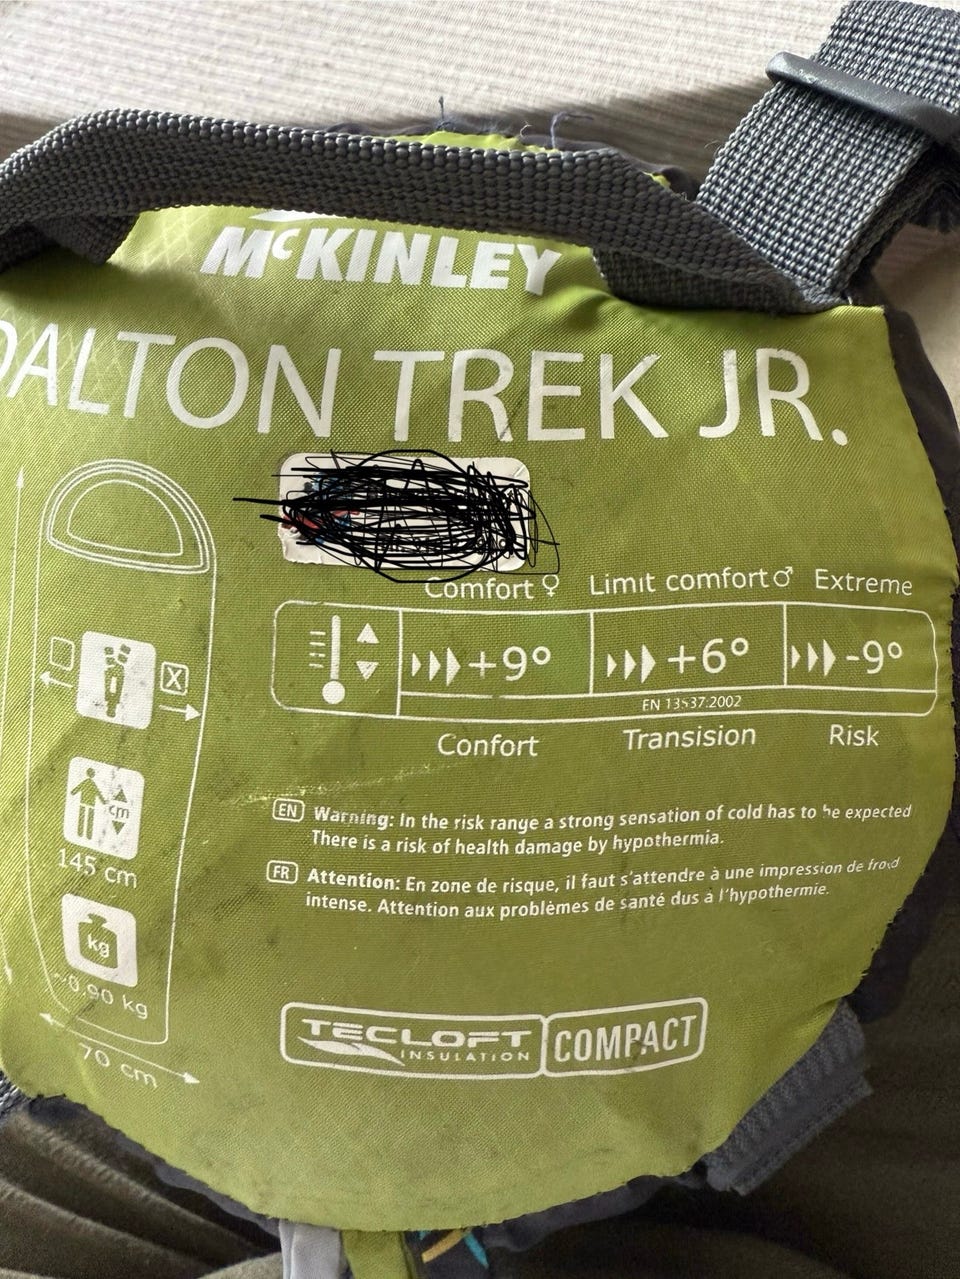 McKINLEY
DALTON TREK JR.
Comfort ♀ Limit comfort ♂ Extreme
+9° +6° -9°
EN 13537:2002
Confort Transision Risk
X
cm
145 cm
kg
~0.90 kg
70 cm
EN Warning: In the risk range a strong sensation of cold has to be expected
There is a risk of health damage by hypothermia.
FR Attention: En zone de risque, il faut s'attendre à une impression de froid
intense. Attention aux problèmes de santé dus à l'hypothermie.
TECLOFT
INSULATION
COMPACT